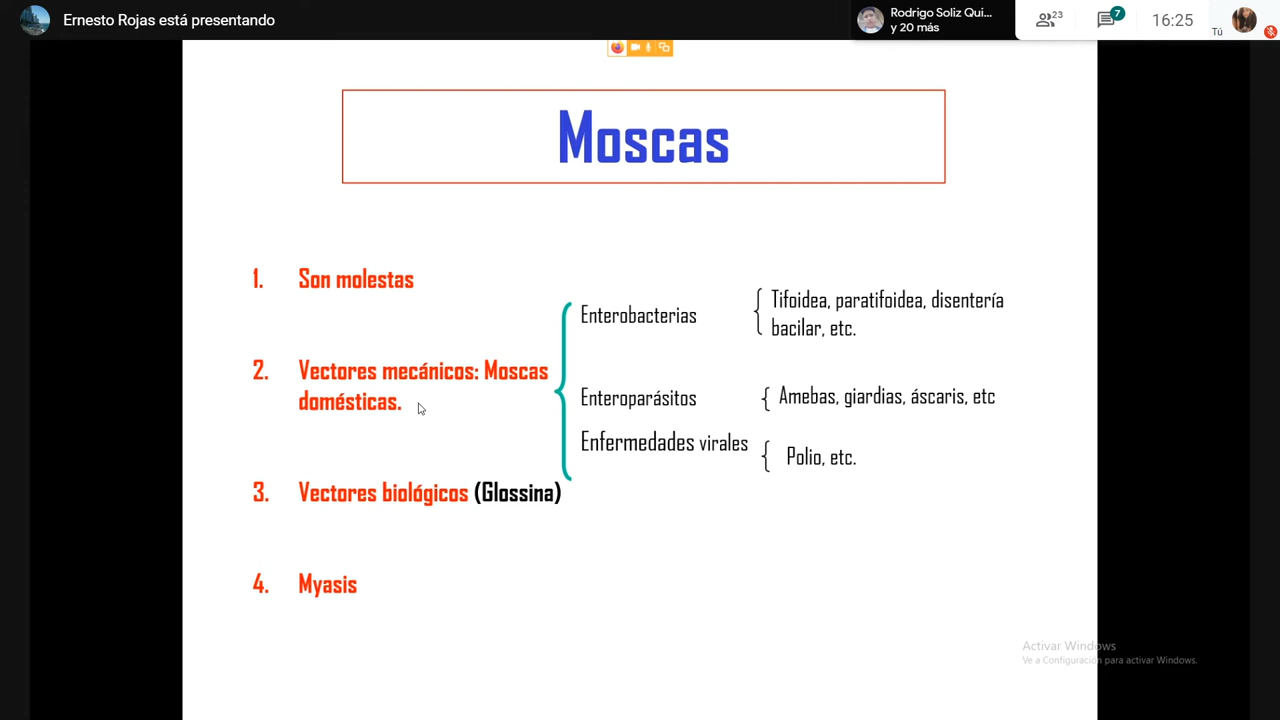 Ernesto Rojas está presentando
Rodrigo Soliz Qui...
y 20 más
23
7
16:25
Tú
Moscas
1. Son molestas
Enterobacterias
Tifoidea, paratifoidea, disentería
bacilar, etc.
2. Vectores mecánicos: Moscas
domésticas.
Enteroparásitos
Amebas, giardias, áscaris, etc
Enfermedades virales
Polio, etc.
3. Vectores biológicos (Glossina)
4. Myasis
Activar Windows
Ve a Configuración para activar Windows.